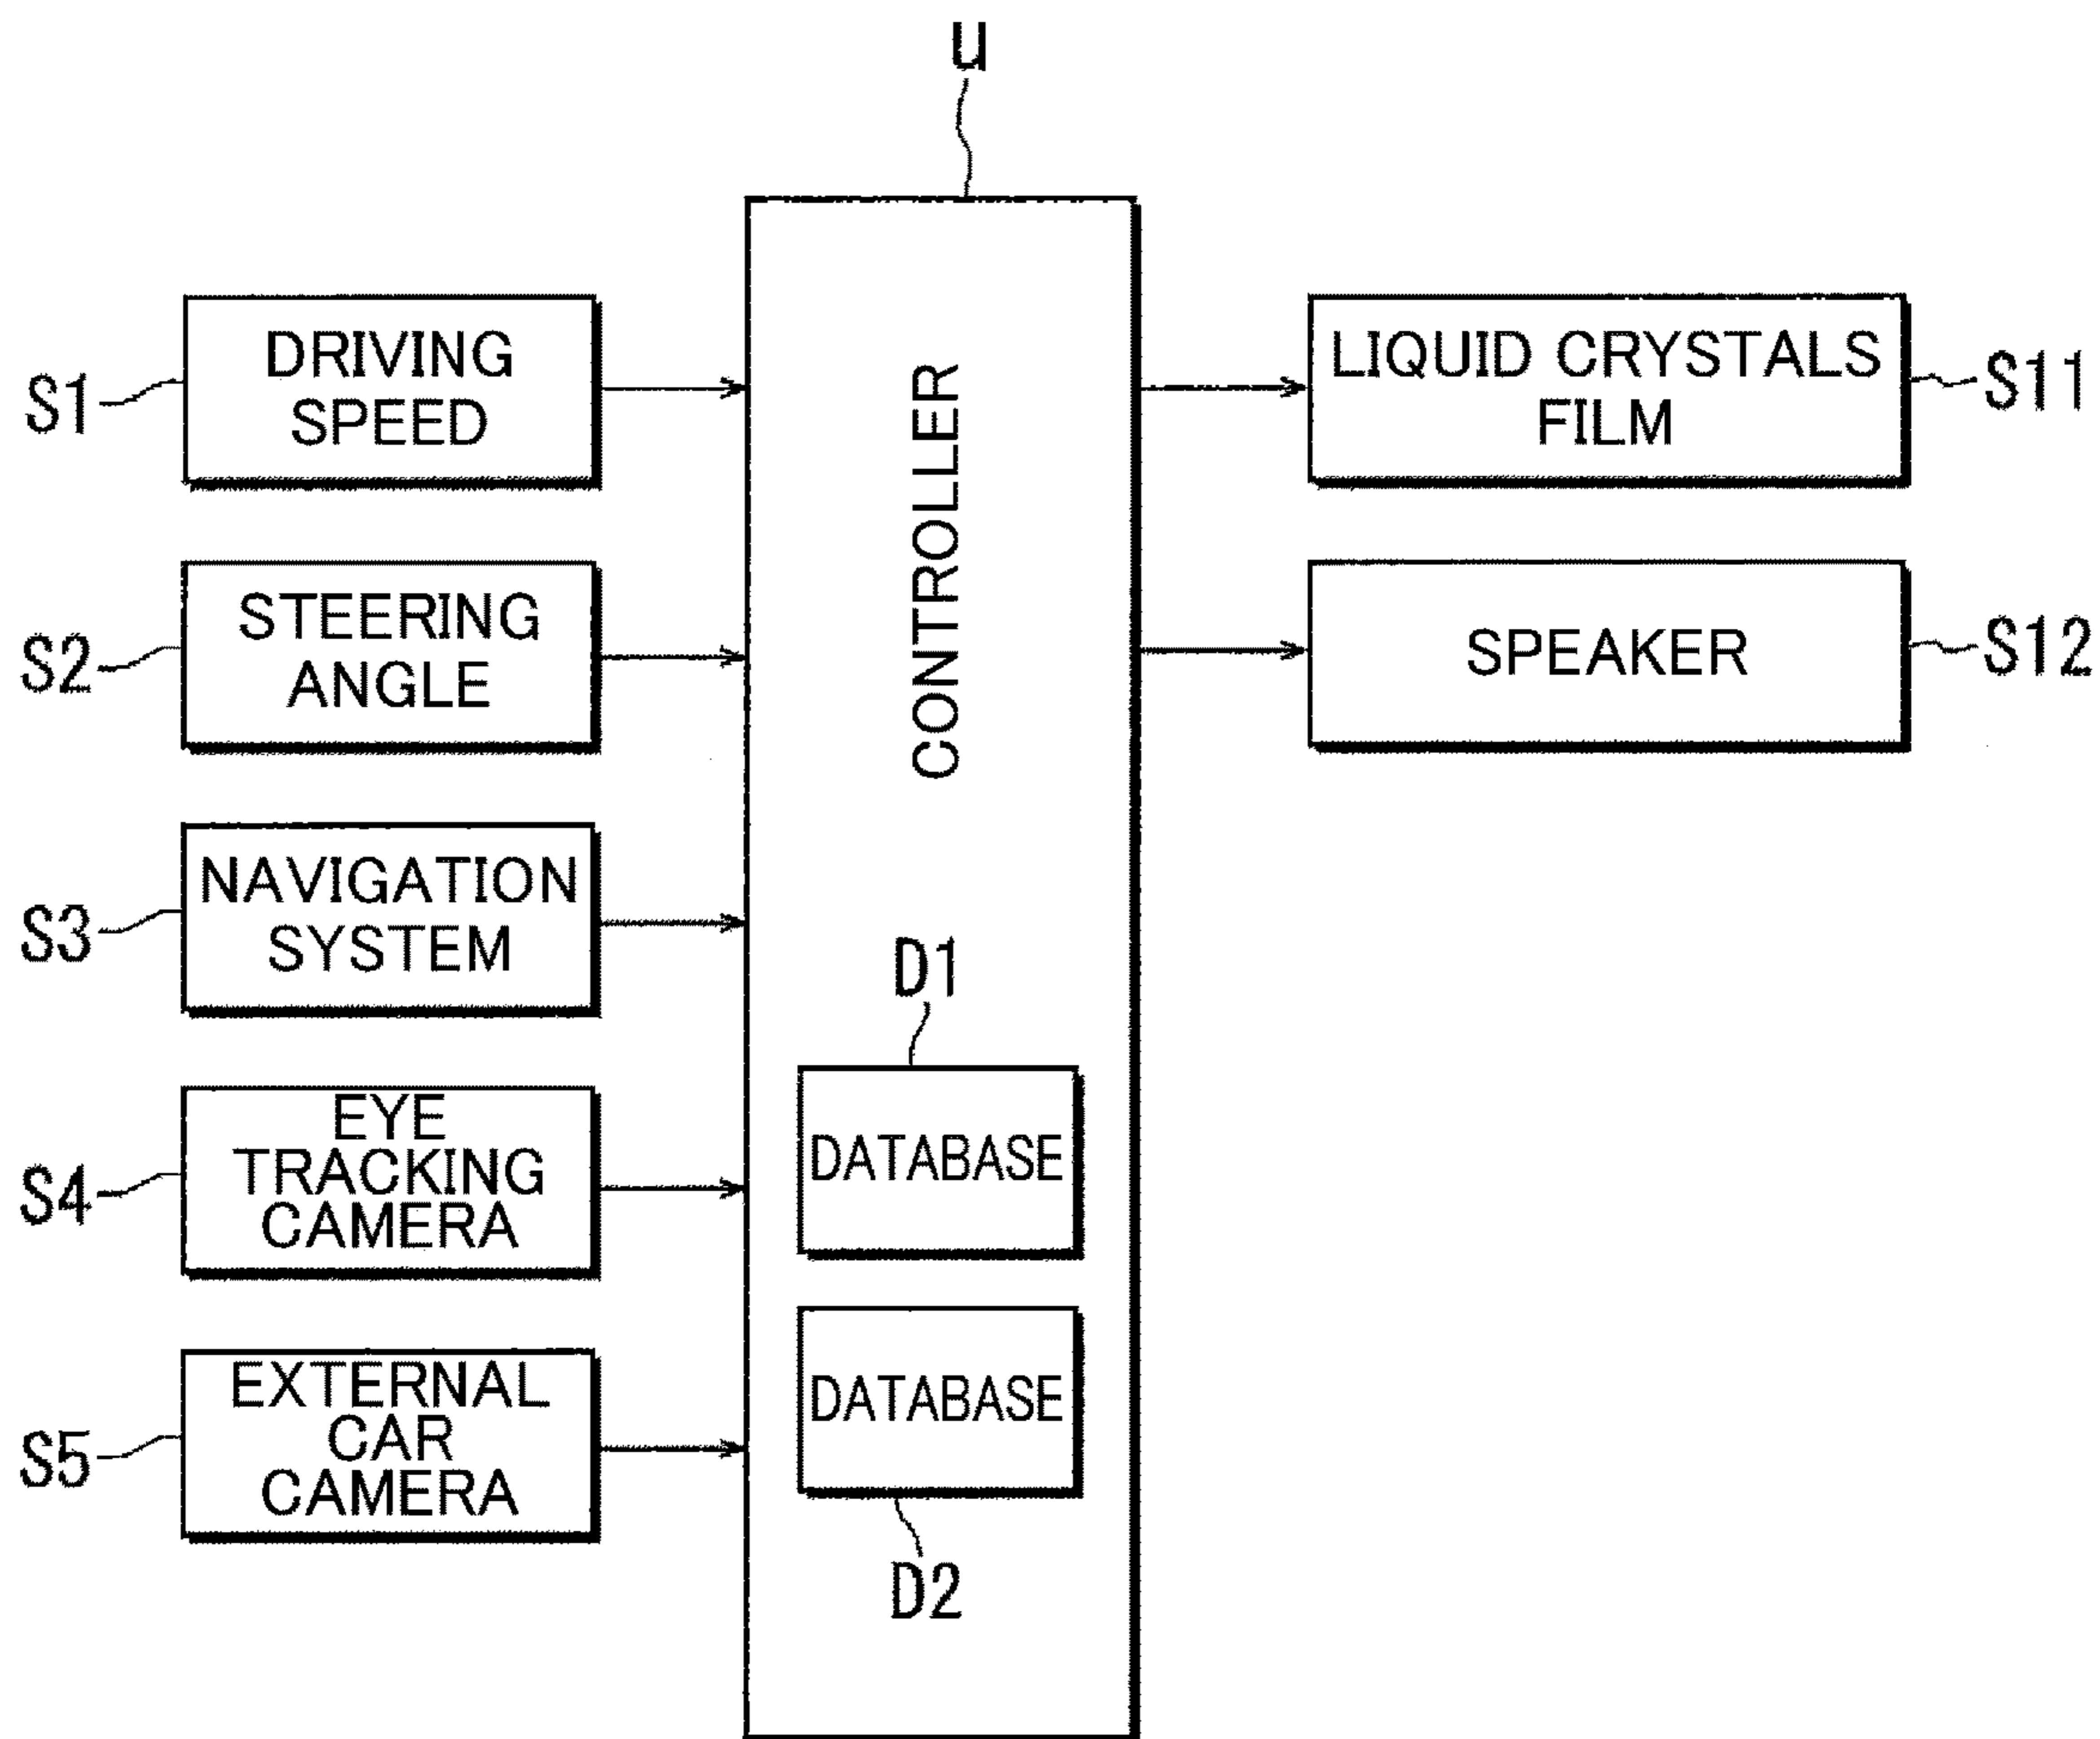 u
S1
DRIVING
SPEED
S2
STEERING
ANGLE
S3
NAVIGATION
SYSTEM
S4
EYE
TRACKING
CAMERA
S5
EXTERNAL
CAR
CAMERA
CONTROLLER
D1
DATABASE
DATABASE
D2
LIQUID CRYSTALS
FILM
S11
SPEAKER
S12